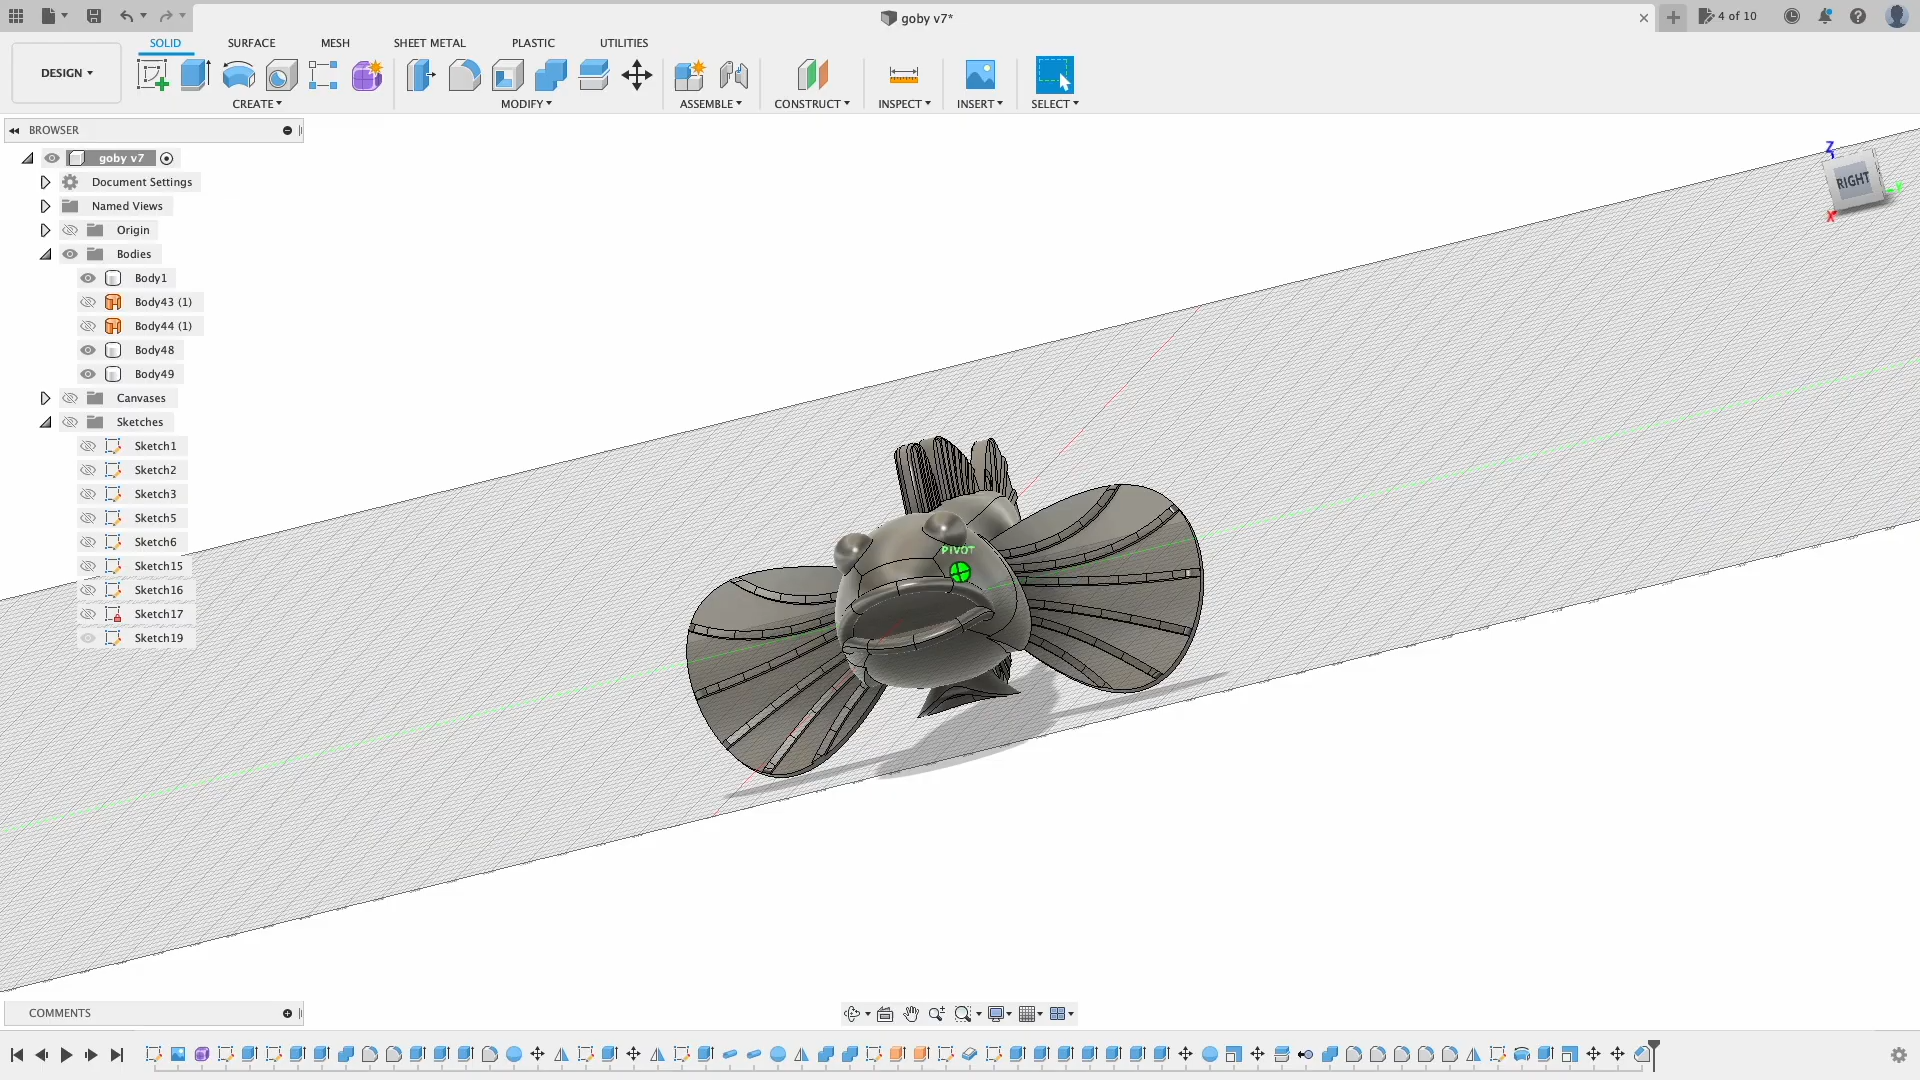 goby v7*
4 of 10
SOLID SURFACE MESH SHEET METAL PLASTIC UTILITIES
DESIGN
CREATE MODIFY ASSEMBLE CONSTRUCT INSPECT INSERT SELECT
BROWSER
goby v7
Document Settings
Named Views
Origin
Bodies
Body1
Body43 (1)
Body44 (1)
Body48
Body49
Canvases
Sketches
Sketch1
Sketch2
Sketch3
Sketch5
Sketch6
Sketch15
Sketch16
Sketch17
Sketch19
Z
RIGHT
Y
X
PIVOT
COMMENTS